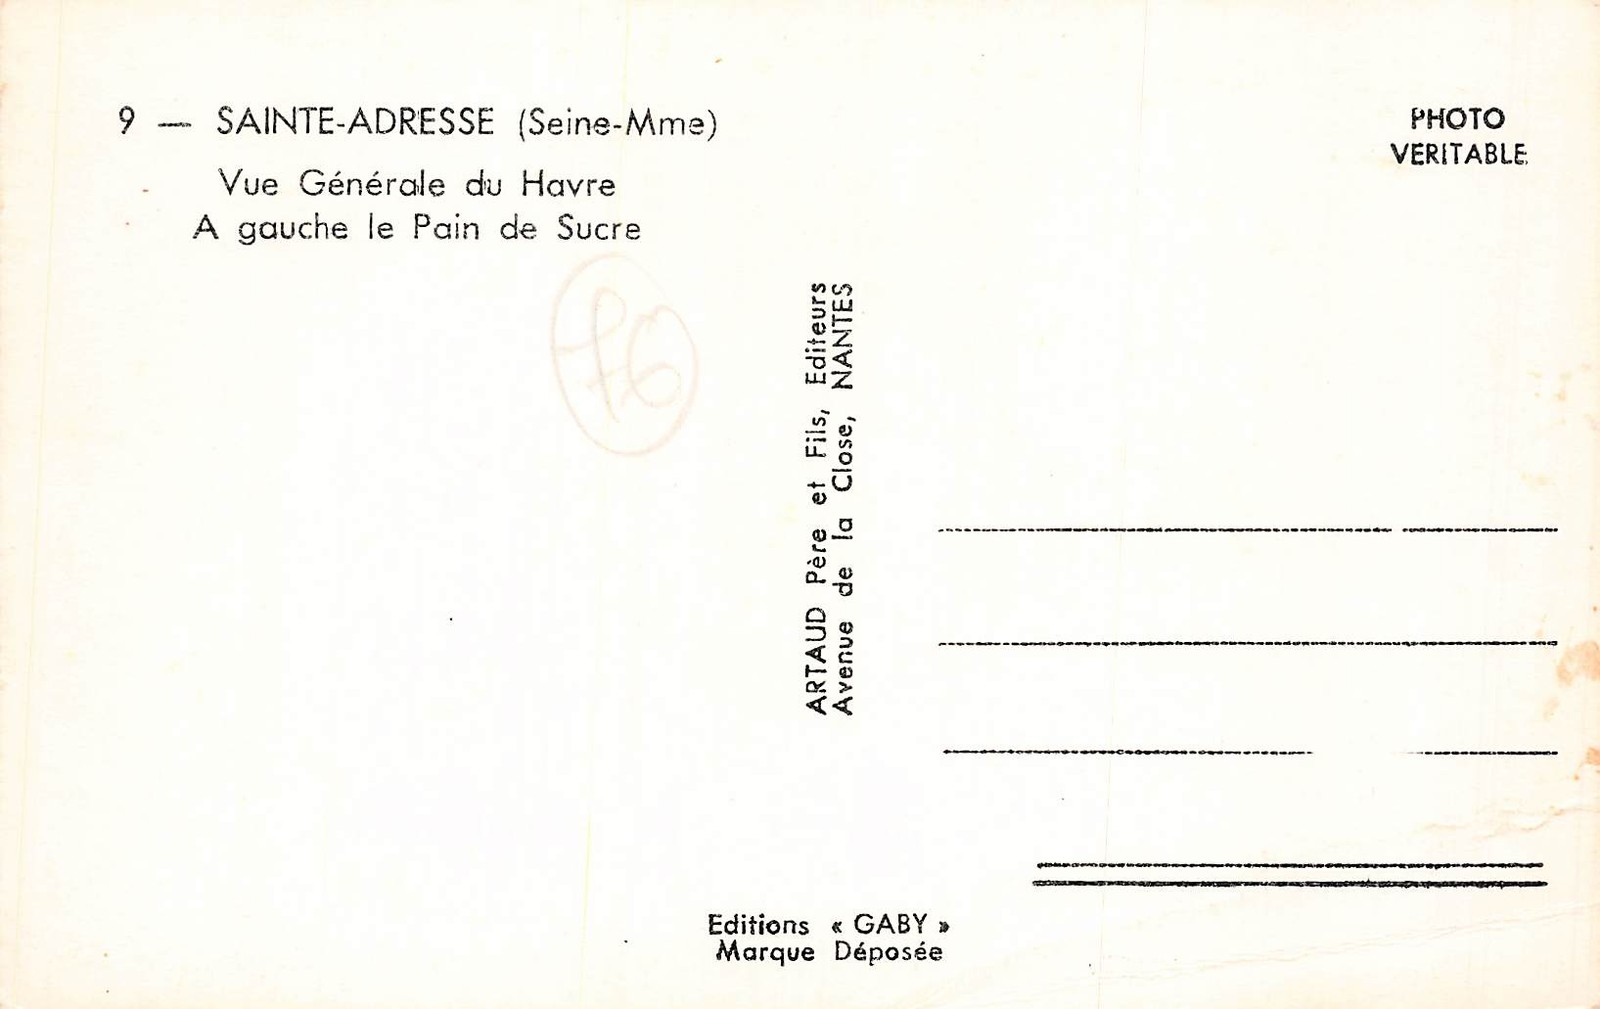 9 — SAINTE-ADRESSE (Seine-Mme)
Vue Générale du Havre
A gauche le Pain de Sucre
PHOTO
VERITABLE
76
ARTAUD Père et Fils, Editeurs
Avenue de la Close, NANTES
Editions « GABY »
Marque Déposée